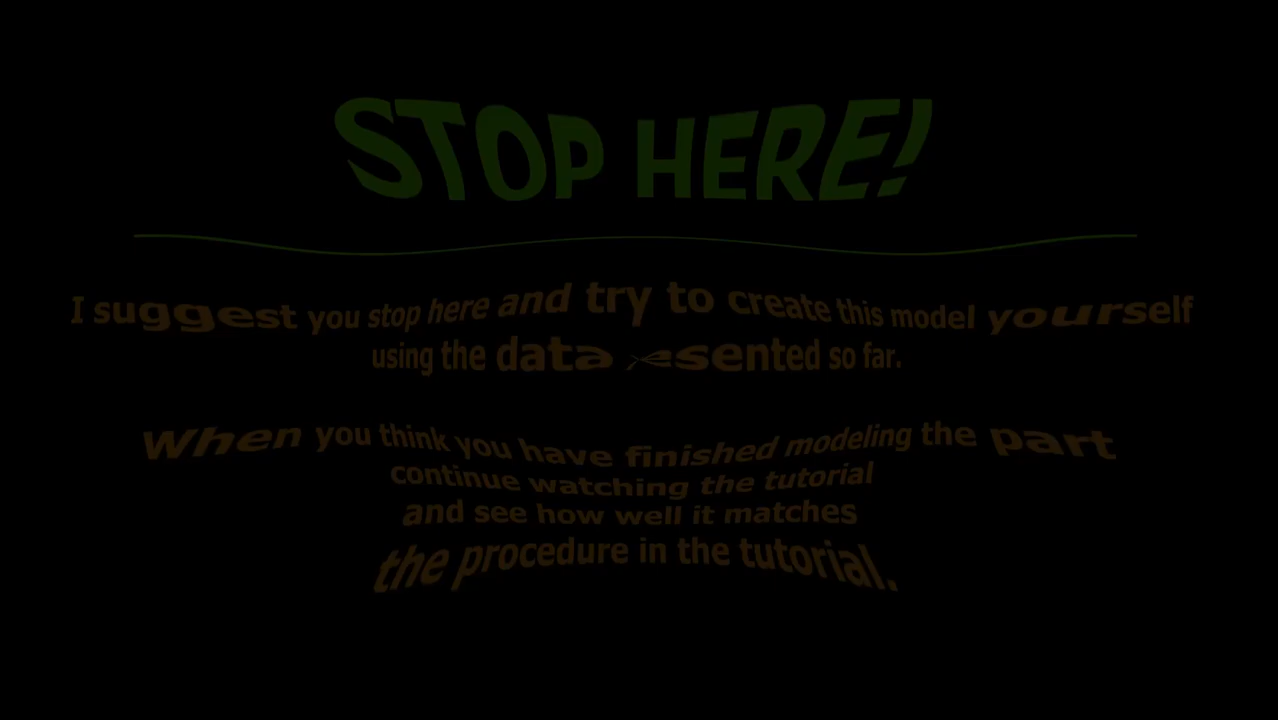 STOP HERE!
I suggest you stop here and try to create this model yourself
using the data so far.
When you think you have finished modeling the part
continue watching the tutorial
and see how well it matches
the procedure in the tutorial.